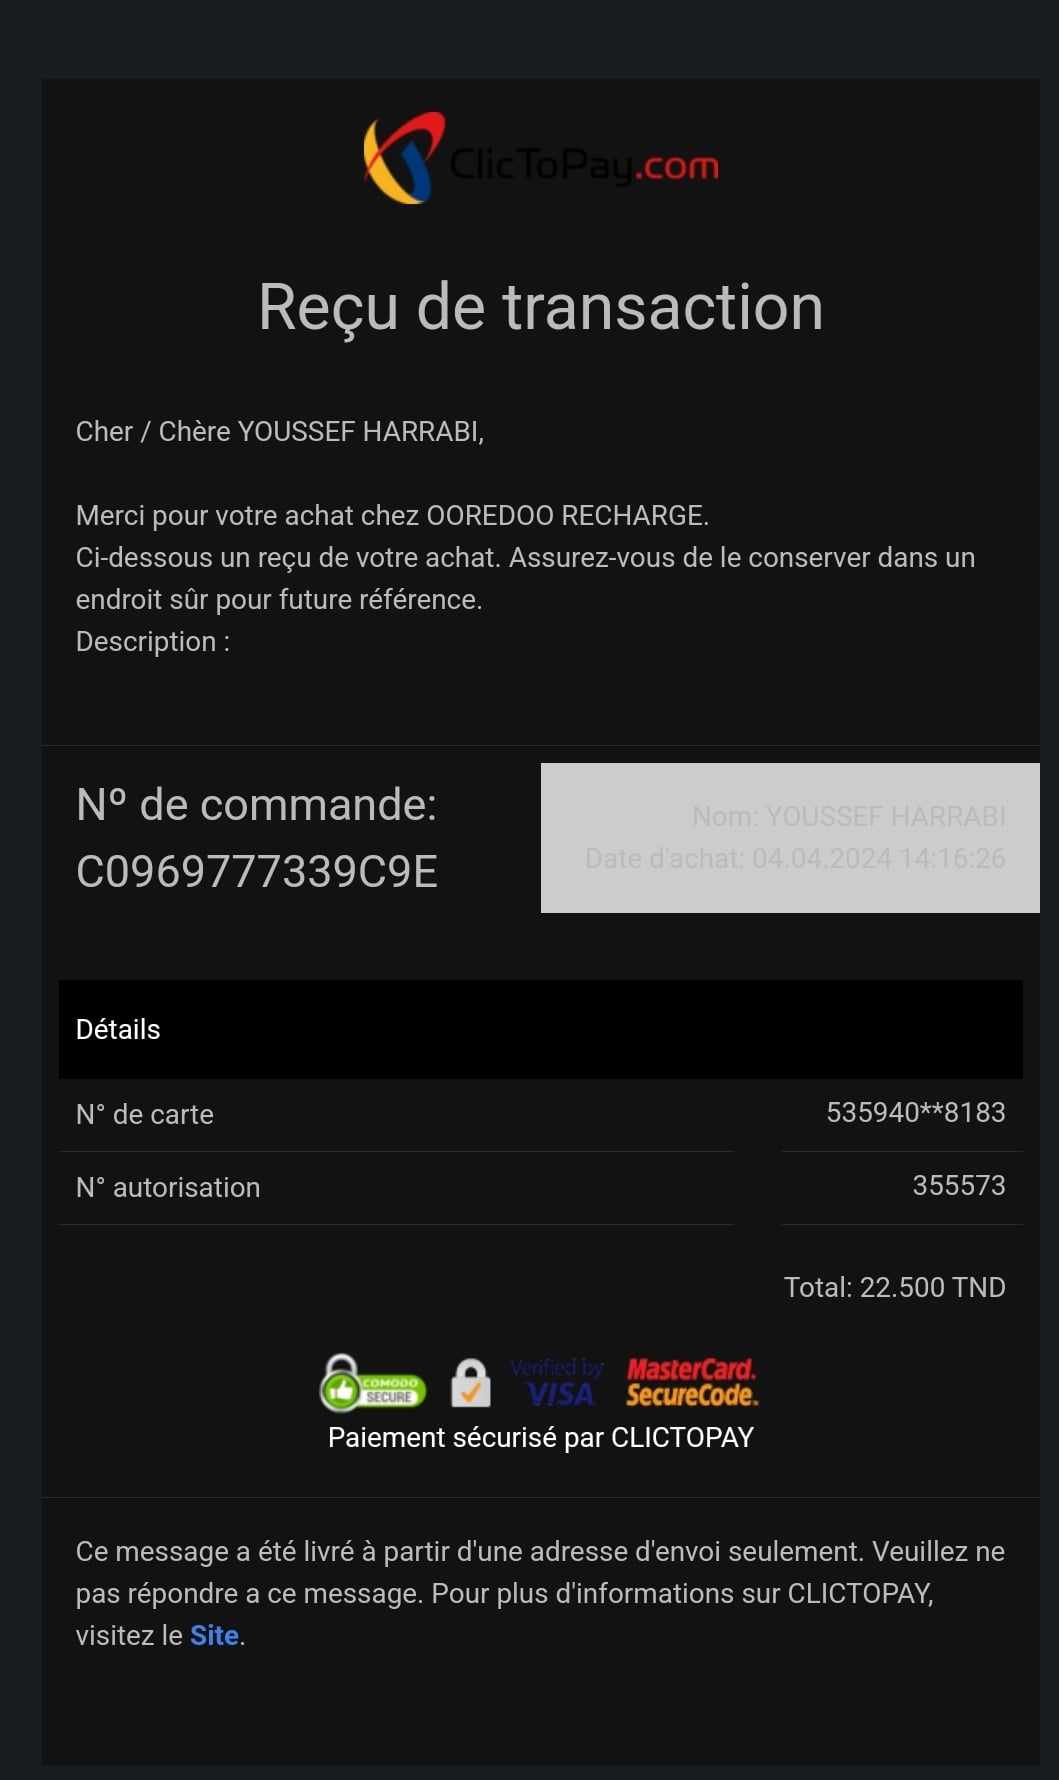 ClicToPay.com
Reçu de transaction
Cher / Chère YOUSSEF HARRABI,
Merci pour votre achat chez OOREDOO RECHARGE.
Ci-dessous un reçu de votre achat. Assurez-vous de le conserver dans un
endroit sûr pour future référence.
Description :
Nº de commande:
C0969777339C9E
Nom: YOUSSEF HARRABI
Date d'achat: 04.04.2024 14:16:26
Détails
N° de carte 535940**8183
N° autorisation 355573
Total: 22.500 TND
COMODO
SECURE
Verified by
VISA
MasterCard.
SecureCode.
Paiement sécurisé par CLICTOPAY
Ce message a été livré à partir d'une adresse d'envoi seulement. Veuillez ne
pas répondre a ce message. Pour plus d'informations sur CLICTOPAY,
visitez le Site.